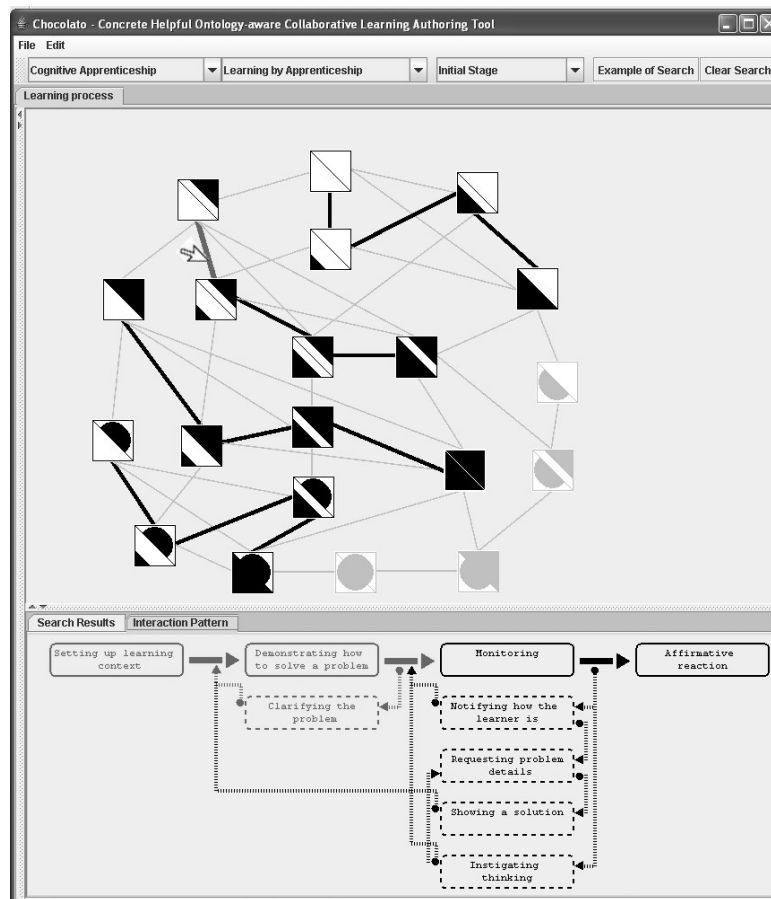 Chocolato - Concrete Helpful Ontology-aware Collaborative Learning Authoring Tool
File Edit
Cognitive Apprenticeship Learning by Apprenticeship Initial Stage Example of Search Clear Search
Learning process
Search Results Interaction Pattern
Setting up learning
context
Demonstrating how
to solve a problem
Monitoring
Affirmative
reaction
Clarifying the
problem
Notifying how the
learner is
Requesting problem
details
Showing a solution
Instigating
thinking